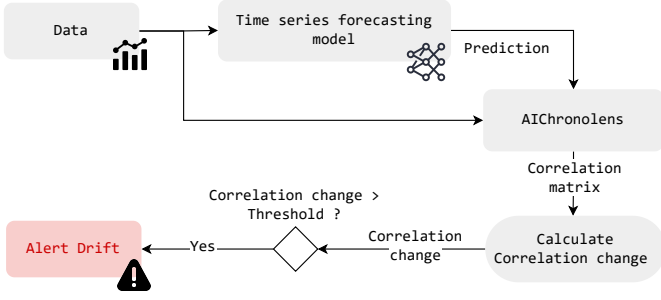 Data
Time series forecasting
model
Prediction
AIChronolens
Correlation
matrix
Calculate
Correlation change
Correlation
change
Correlation change >
Threshold ?
Yes
Alert Drift